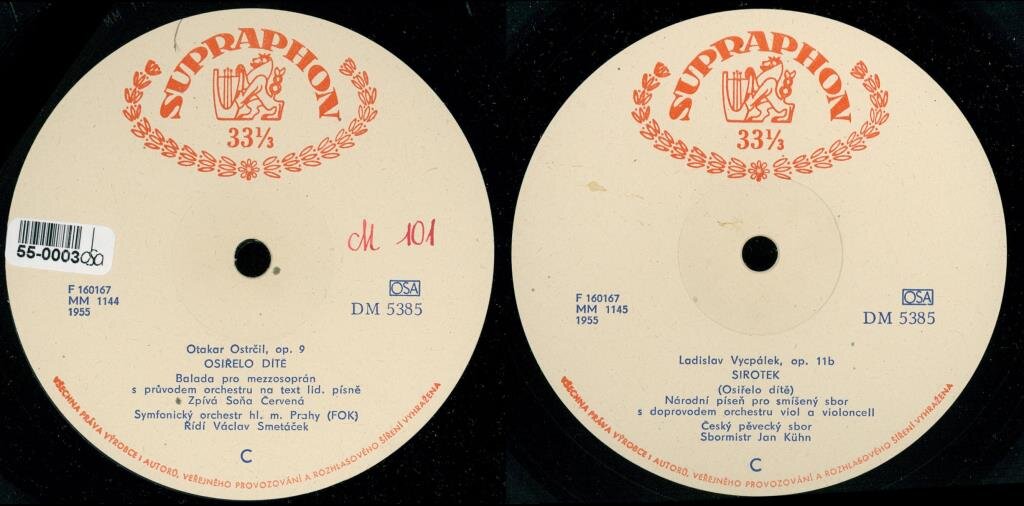 SUPRAPHON
33⅓
55-0003
M 101
F 160167
MM 1144
1955
OSA
DM 5385
Otakar Ostrčil, op. 9
OSIŘELO DÍTĚ
Balada pro mezzosoprán
s průvodem orchestru na text lid. písně
Zpívá Soňa Červená
Symfonický orchestr hl. m. Prahy (FOK)
Řídí Václav Smetáček
C
VŠECHNA PRÁVA VÝROBCE I AUTORŮ, VEŘEJNÉHO PROVOZOVÁNÍ A ROZHLASOVÉHO ŠÍŘENÍ VYHRAŽENA
SUPRAPHON
33⅓
F 160167
MM 1145
1955
OSA
DM 5385
Ladislav Vycpálek, op. 11b
SIROTEK
(Osiřelo dítě)
Národní píseň pro smíšený sbor
s doprovodem orchestru viol a violoncell
Český pěvecký sbor
Sbormistr Jan Kühn
C
VŠECHNA PRÁVA VÝROBCE I AUTORŮ, VEŘEJNÉHO PROVOZOVÁNÍ A ROZHLASOVÉHO ŠÍŘENÍ VYHRAŽENA